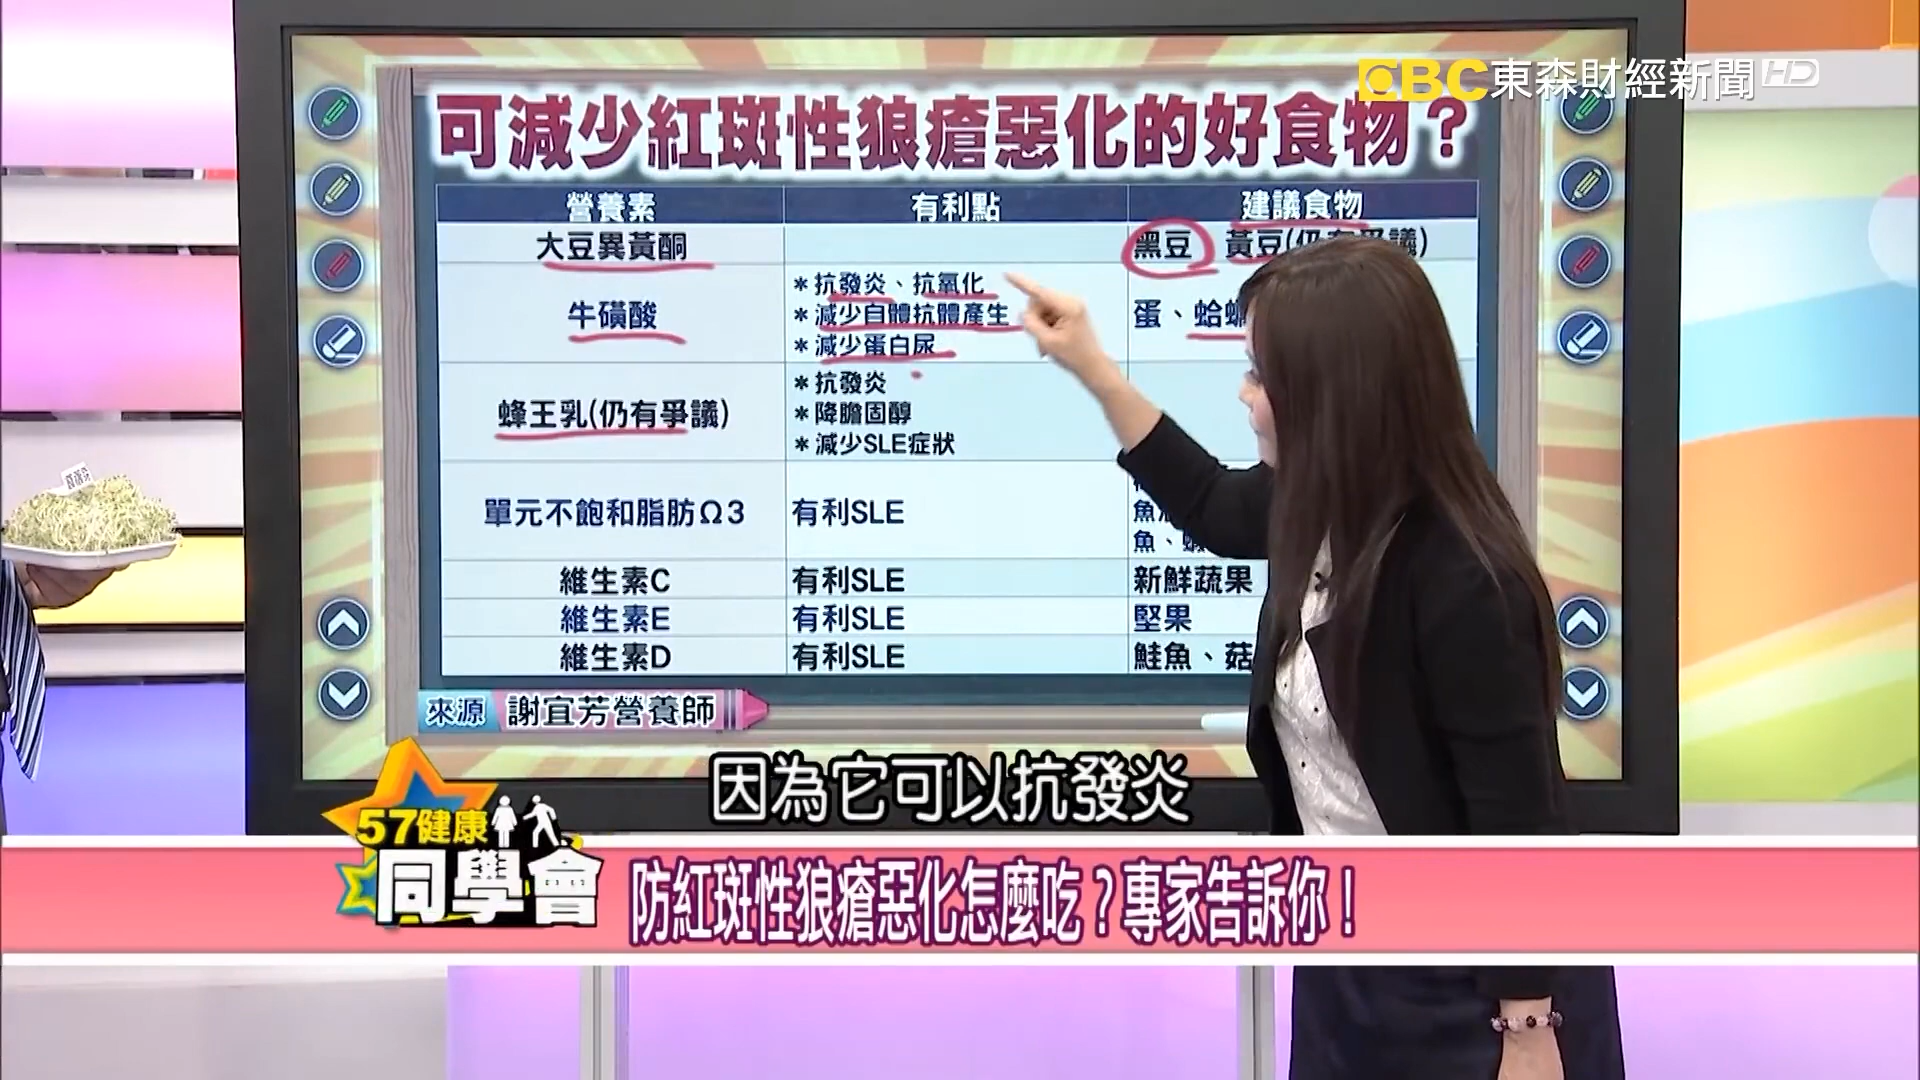 EBC 東森財經新聞 HD
可減少紅斑性狼瘡惡化的好食物？
營養素 有利點 建議食物
大豆異黃酮 黑豆 黃豆(仍有爭議)
牛磺酸 *抗發炎、抗氧化 蛋、蛤蠣
*減少自體抗體產生
*減少蛋白尿
蜂王乳(仍有爭議) *抗發炎
*降膽固醇
*減少SLE症狀
單元不飽和脂肪Ω3 有利SLE
魚
魚、
維生素C 有利SLE 新鮮蔬果
維生素E 有利SLE 堅果
維生素D 有利SLE 鮭魚、菇
來源 謝宜芳營養師
因為它可以抗發炎
57健康
同學會
防紅斑性狼瘡惡化怎麼吃？專家告訴你！